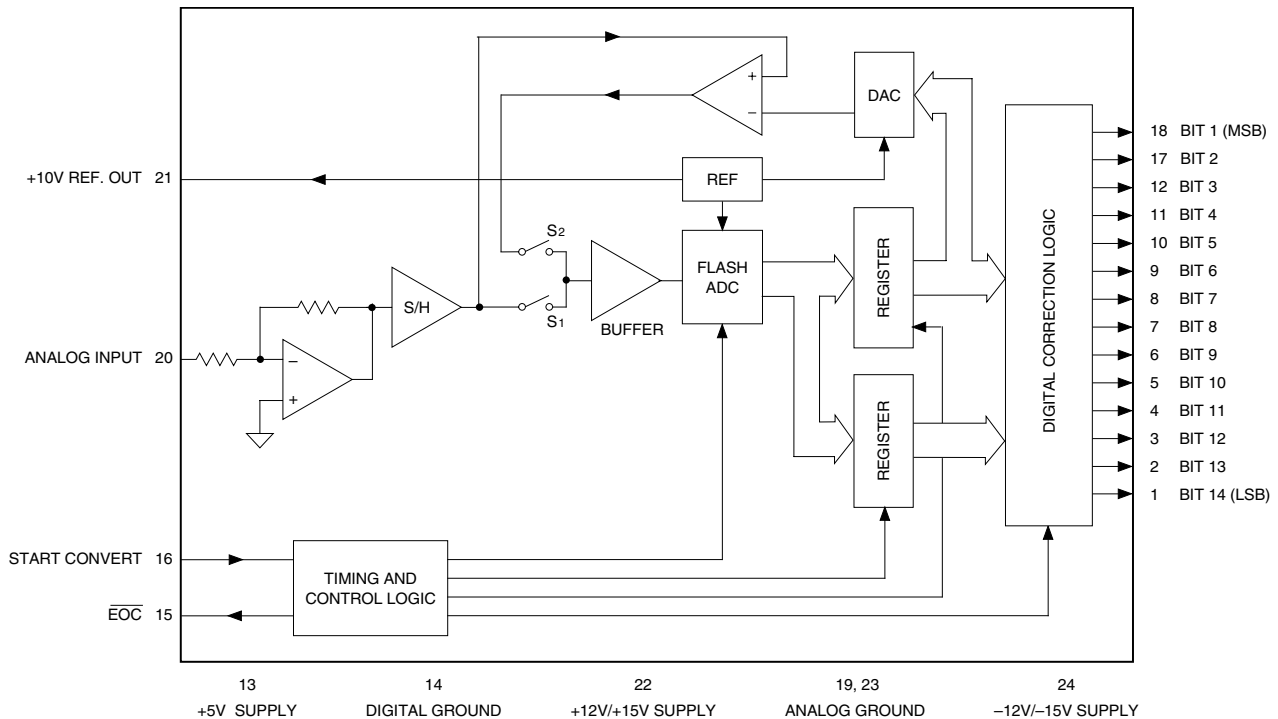 +
−
DAC
18 BIT 1 (MSB)
17 BIT 2
12 BIT 3
11 BIT 4
10 BIT 5
9 BIT 6
8 BIT 7
7 BIT 8
6 BIT 9
5 BIT 10
4 BIT 11
3 BIT 12
2 BIT 13
1 BIT 14 (LSB)
+10V REF. OUT 21
REF
S2
S1
S/H
BUFFER
FLASH
ADC
REGISTER
REGISTER
DIGITAL CORRECTION LOGIC
ANALOG INPUT 20
−
+
START CONVERT 16
EOC 15
TIMING AND
CONTROL LOGIC
13
+5V SUPPLY
14
DIGITAL GROUND
22
+12V/+15V SUPPLY
19, 23
ANALOG GROUND
24
–12V/–15V SUPPLY